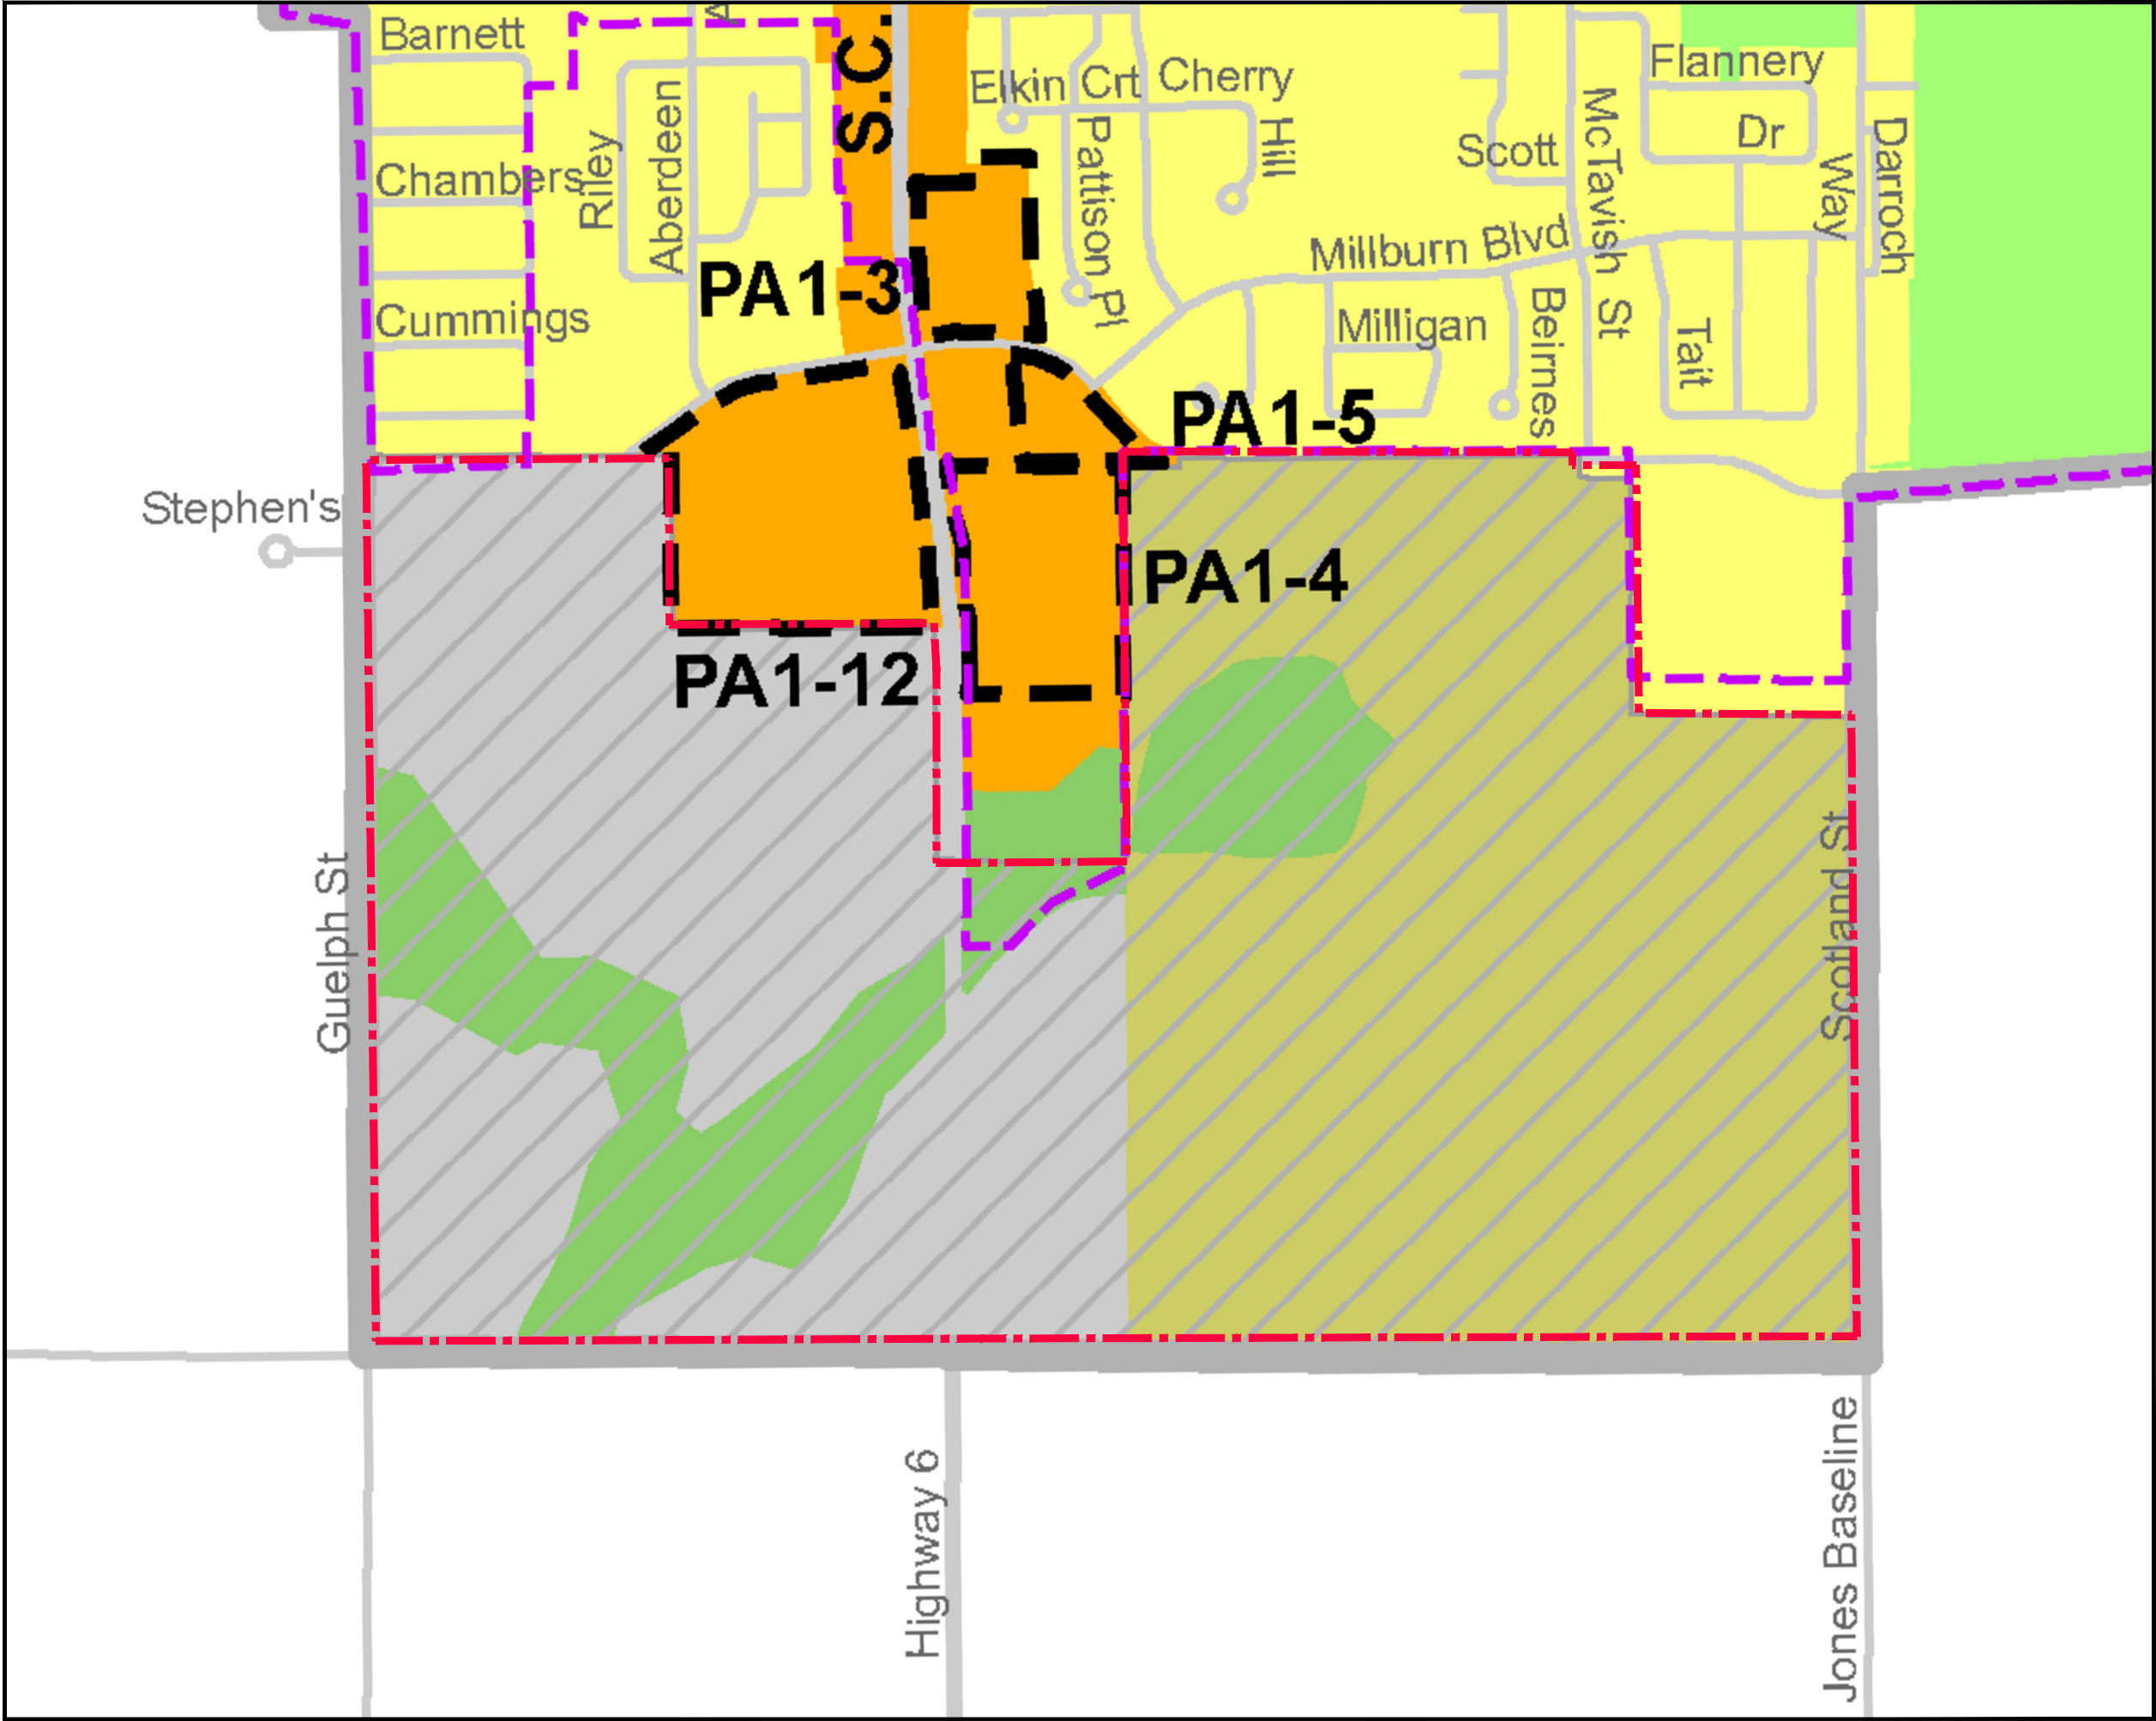 Barnett
S.C.
Elkin Crt
Cherry
Flannery
Aberdeen
Riley
Pattison Pl
Hill
Scott
McTavish St
Dr
Way
Darroch
Chambers
Millburn Blvd
PA1-3
Cummings
Milligan
Beirnes
Tait
PA1-5
Stephen's
PA1-4
PA1-12
Guelph St
Scotland St
Highway 6
Jones Baseline